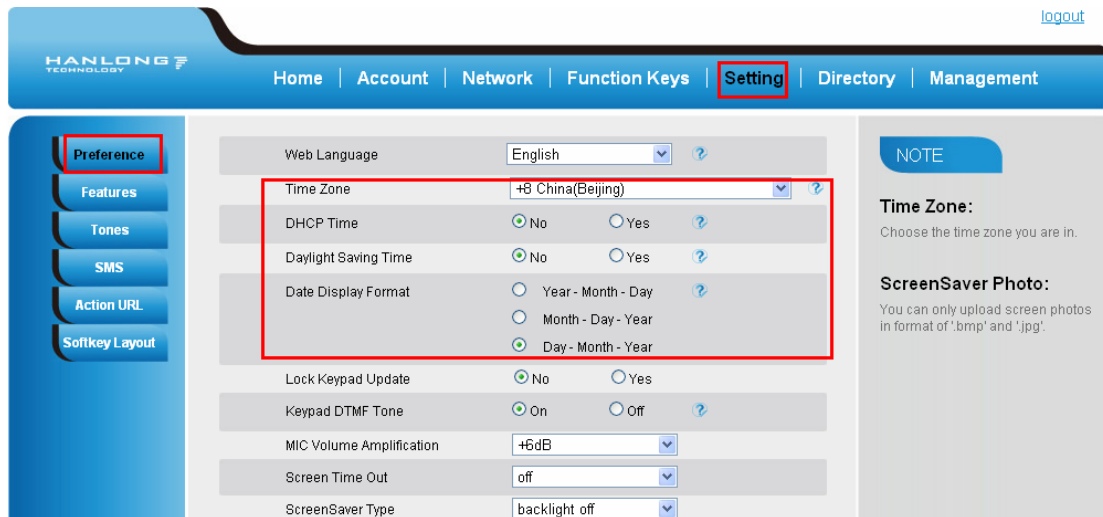 logout
HANLONG
TECHNOLOGY
Home | Account | Network | Function Keys | Setting | Directory | Management
Preference
Features
Tones
SMS
Action URL
Softkey Layout
Web Language English
Time Zone +8 China(Beijing)
DHCP Time No Yes
Daylight Saving Time No Yes
Date Display Format Year - Month - Day
Month - Day - Year
Day - Month - Year
Lock Keypad Update No Yes
Keypad DTMF Tone On Off
MIC Volume Amplification +6dB
Screen Time Out off
ScreenSaver Type backlight off
NOTE
Time Zone:
Choose the time zone you are in.
ScreenSaver Photo:
You can only upload screen photos
in format of '.bmp' and '.jpg'.